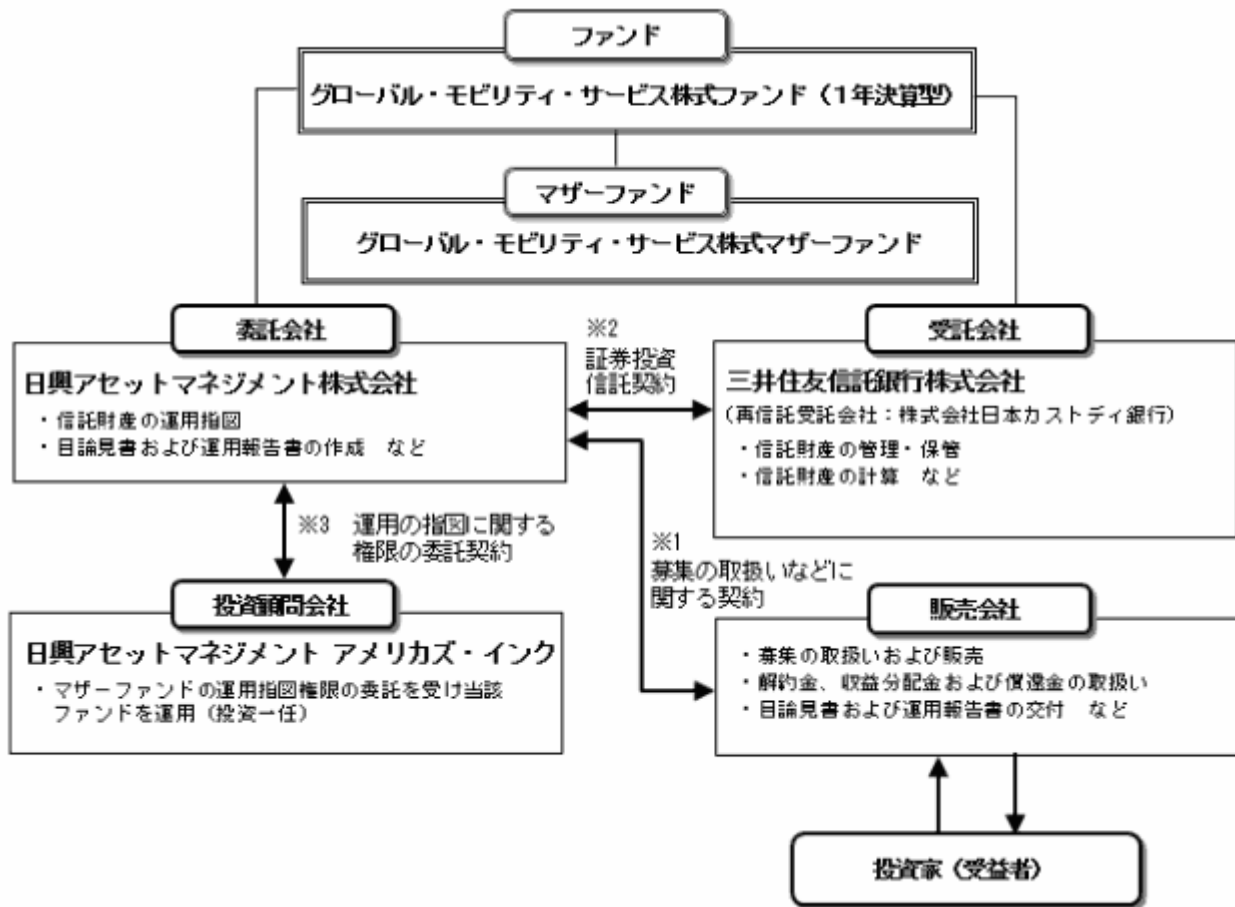 ファンド
グローバル・モビリティ・サービス株式ファンド（1年決算型）
マザーファンド
グローバル・モビリティ・サービス株式マザーファンド
委託会社
日興アセットマネジメント株式会社
・信託財産の運用指図
・目論見書および運用報告書の作成　など
※2
証券投資
信託契約
受託会社
三井住友信託銀行株式会社
（再信託受託会社：株式会社日本カストディ銀行）
・信託財産の管理・保管
・信託財産の計算　など
※3　運用の指図に関する
権限の委託契約
※1
募集の取扱いなどに
関する契約
投資顧問会社
日興アセットマネジメント アメリカズ・インク
・マザーファンドの運用指図権限の委託を受け当該
ファンドを運用（投資一任）
販売会社
・募集の取扱いおよび販売
・解約金、収益分配金および償還金の取扱い
・目論見書および運用報告書の交付　など
投資家（受益者）